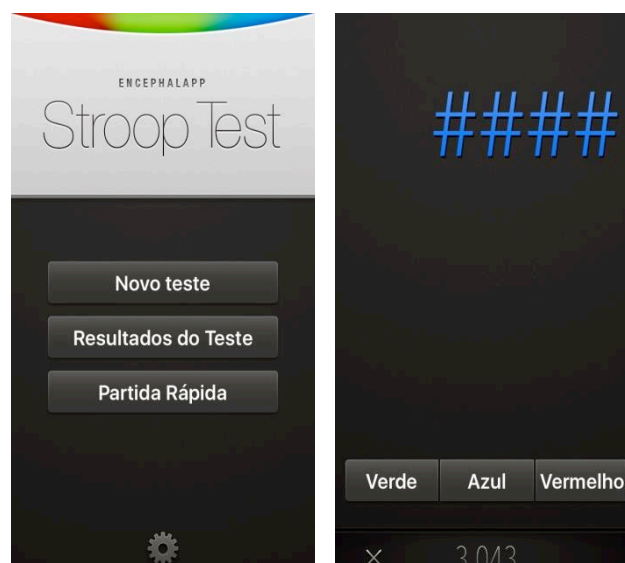 ENCEPHALAPP
Stroop Test
Novo teste
Resultados do Teste
Partida Rápida
####
Verde Azul Vermelho
× 3.043